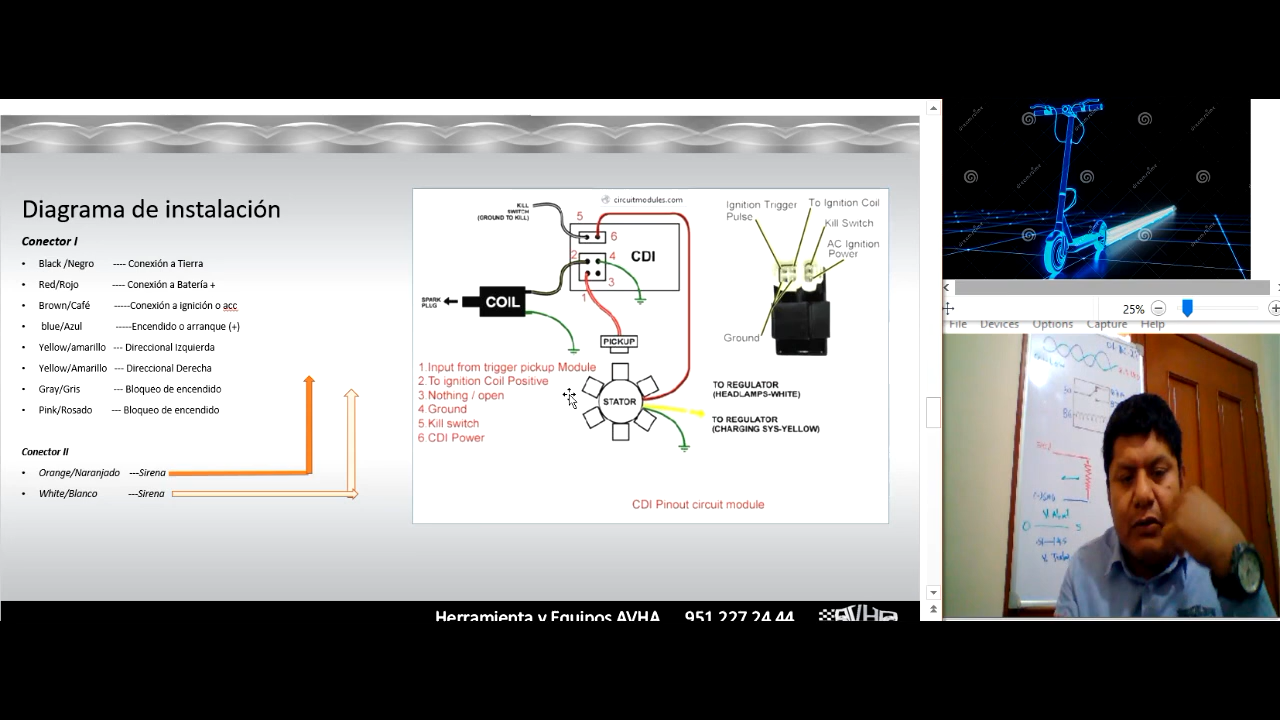 Diagrama de instalación
Conector I
• Black /Negro ---- Conexión a Tierra
• Red/Rojo ---- Conexión a Batería +
• Brown/Café -----Conexión a ignición o acc
• blue/Azul -----Encendido o arranque (+)
• Yellow/amarillo --- Direccional Izquierda
• Yellow/Amarillo --- Direccional Derecha
• Gray/Gris --- Bloqueo de encendido
• Pink/Rosado --- Bloqueo de encendido
Conector II
• Orange/Naranjado ---Sirena
• White/Blanco ---Sirena
circuitmodules.com
KILL
SWITCH
(GROUND TO KILL)
5
6
2
4
3
1
CDI
SPARK
PLUG
COIL
PICKUP
STATOR
1.Input from trigger pickup Module
2.To ignition Coil Positive
3.Nothing / open
4 Ground
5 Kill switch
6.CDI Power
TO REGULATOR
(HEADLAMPS-WHITE)
TO REGULATOR
(CHARGING SYS-YELLOW)
Ignition Trigger
Pulse
To Ignition Coil
Kill Switch
AC Ignition
Power
Ground
CDI Pinout circuit module
Herramienta y Equipos AVHA 951 227 24 44
AVHA
25%
File Devices Options Capture Help